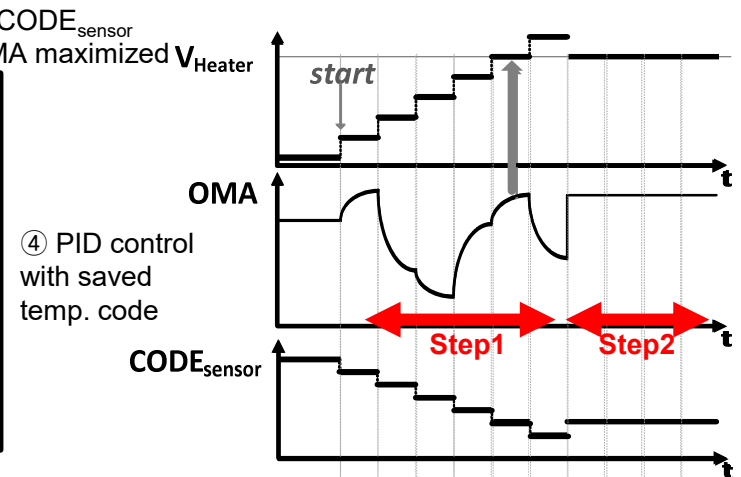 CODEsensor
MA maximized
VHeater
start
t
OMA
④ PID control
with saved
temp. code
Step1
Step2
t
CODEsensor
t